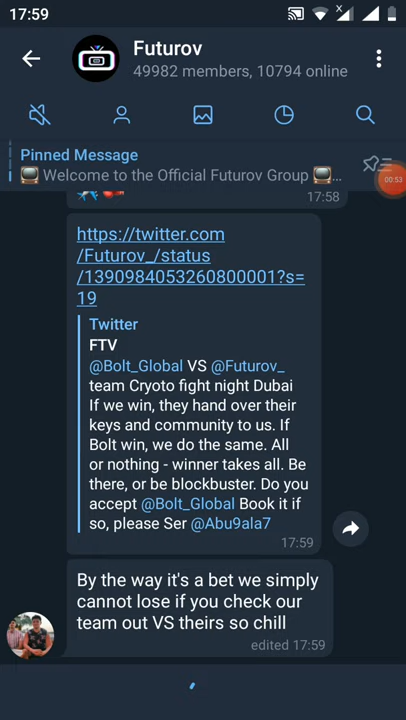 17:59
Futurov
49982 members, 10794 online
Pinned Message
Welcome to the Official Futurov Group
00:53
17:58
https://twitter.com
/Futurov_/status
/1390984053260800001?s=
19
Twitter
FTV
@Bolt_Global VS @Futurov_
team Cryoto fight night Dubai
If we win, they hand over their
keys and community to us. If
Bolt win, we do the same. All
or nothing - winner takes all. Be
there, or be blockbuster. Do you
accept @Bolt_Global Book it if
so, please Ser @Abu9ala7
17:59
By the way it's a bet we simply
cannot lose if you check our
team out VS theirs so chill
edited 17:59